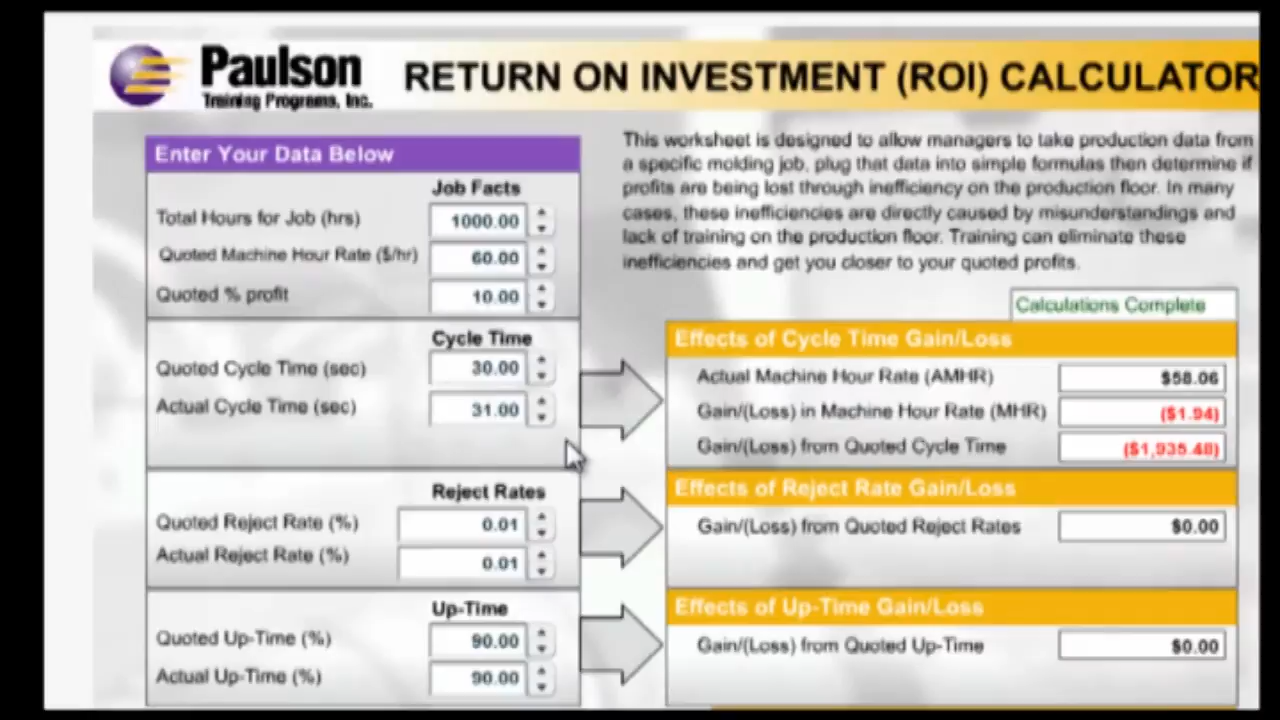 Paulson
Training Programs, Inc.
RETURN ON INVESTMENT (ROI) CALCULATOR
Enter Your Data Below
Job Facts
Total Hours for Job (hrs) 1000.00
Quoted Machine Hour Rate ($/hr) 60.00
Quoted % profit 10.00
Cycle Time
Quoted Cycle Time (sec) 30.00
Actual Cycle Time (sec) 31.00
Reject Rates
Quoted Reject Rate (%) 0.01
Actual Reject Rate (%) 0.01
Up-Time
Quoted Up-Time (%) 90.00
Actual Up-Time (%) 90.00
This worksheet is designed to allow managers to take production data from
a specific molding job, plug that data into simple formulas then determine if
profits are being lost through inefficiency on the production floor. In many
cases, these inefficiencies are directly caused by misunderstandings and
lack of training on the production floor. Training can eliminate these
inefficiencies and get you closer to your quoted profits.
Calculations Complete
Effects of Cycle Time Gain/Loss
Actual Machine Hour Rate (AMHR) $58.06
Gain/(Loss) in Machine Hour Rate (MHR) ($1.94)
Gain/(Loss) from Quoted Cycle Time ($1,935.48)
Effects of Reject Rate Gain/Loss
Gain/(Loss) from Quoted Reject Rates $0.00
Effects of Up-Time Gain/Loss
Gain/(Loss) from Quoted Up-Time $0.00